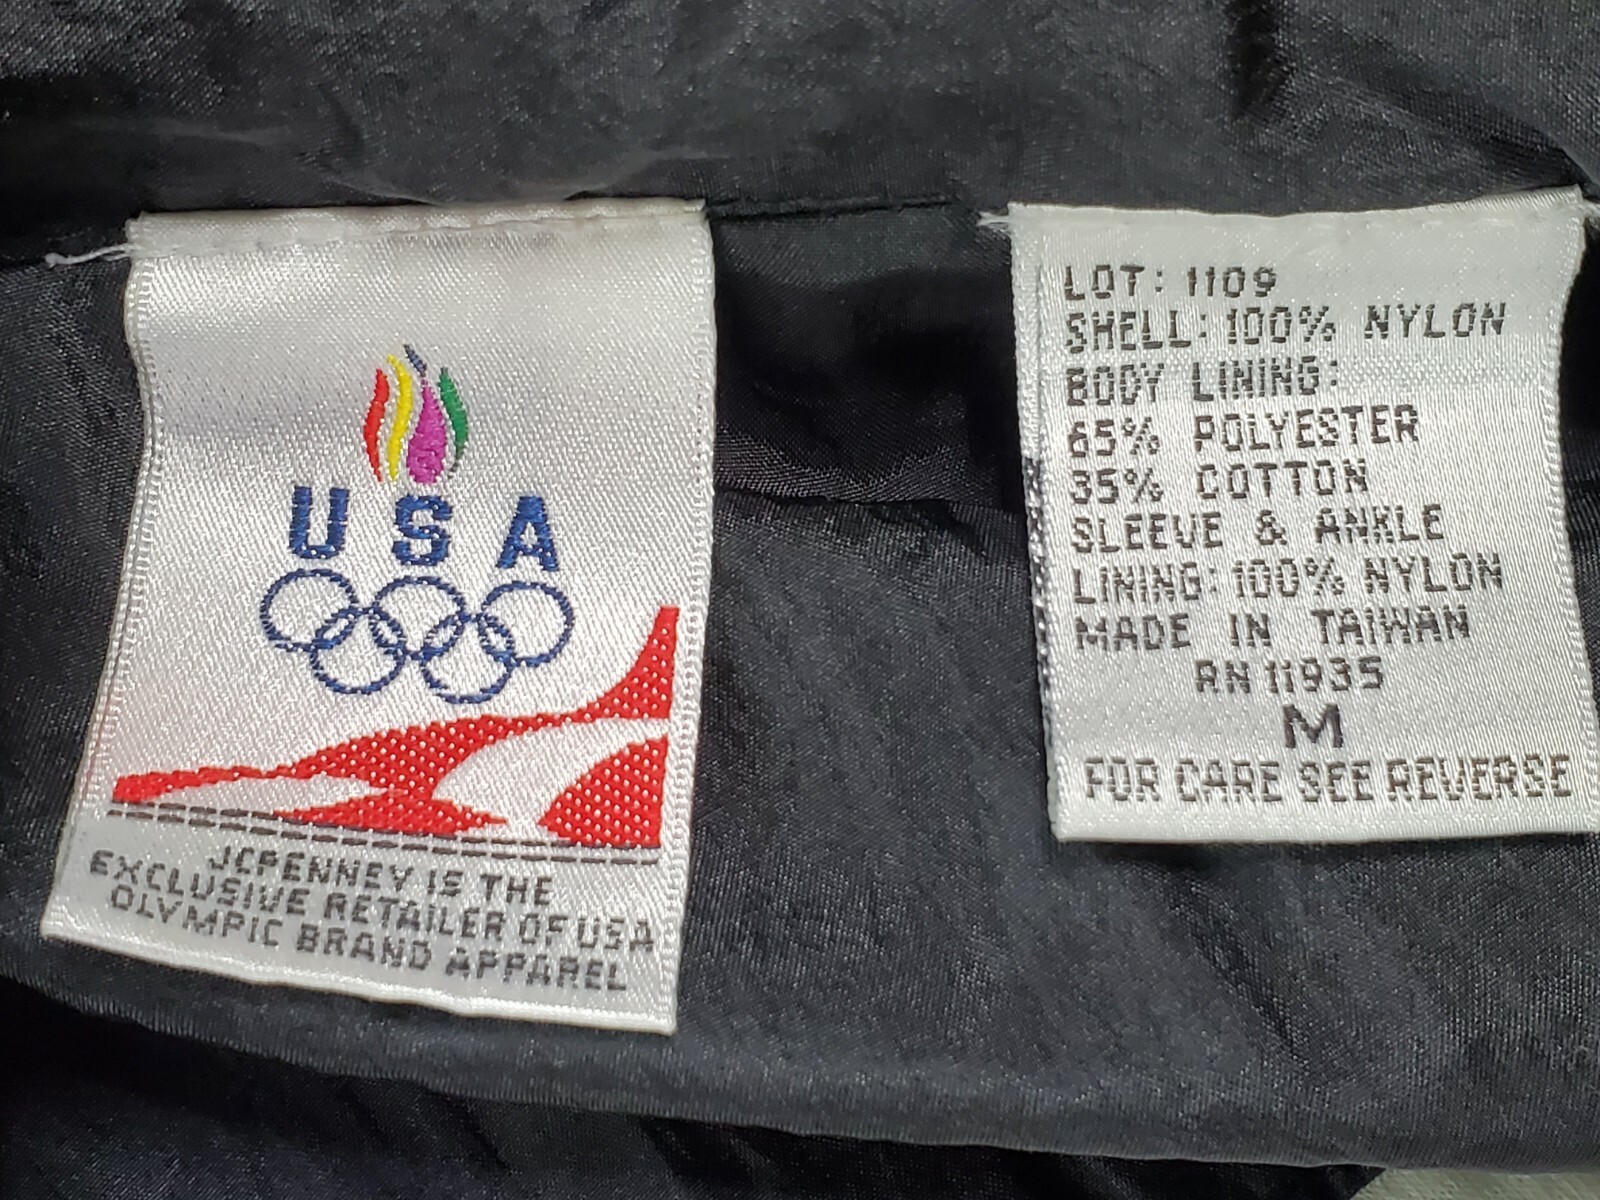 USA
JCPENNEY IS THE
EXCLUSIVE RETAILER OF USA
OLYMPIC BRAND APPAREL
LOT: 1109
SHELL: 100% NYLON
BODY LINING:
65% POLYESTER
35% COTTON
SLEEVE & ANKLE
LINING: 100% NYLON
MADE IN TAIWAN
RN 11935
M
FOR CARE SEE REVERSE